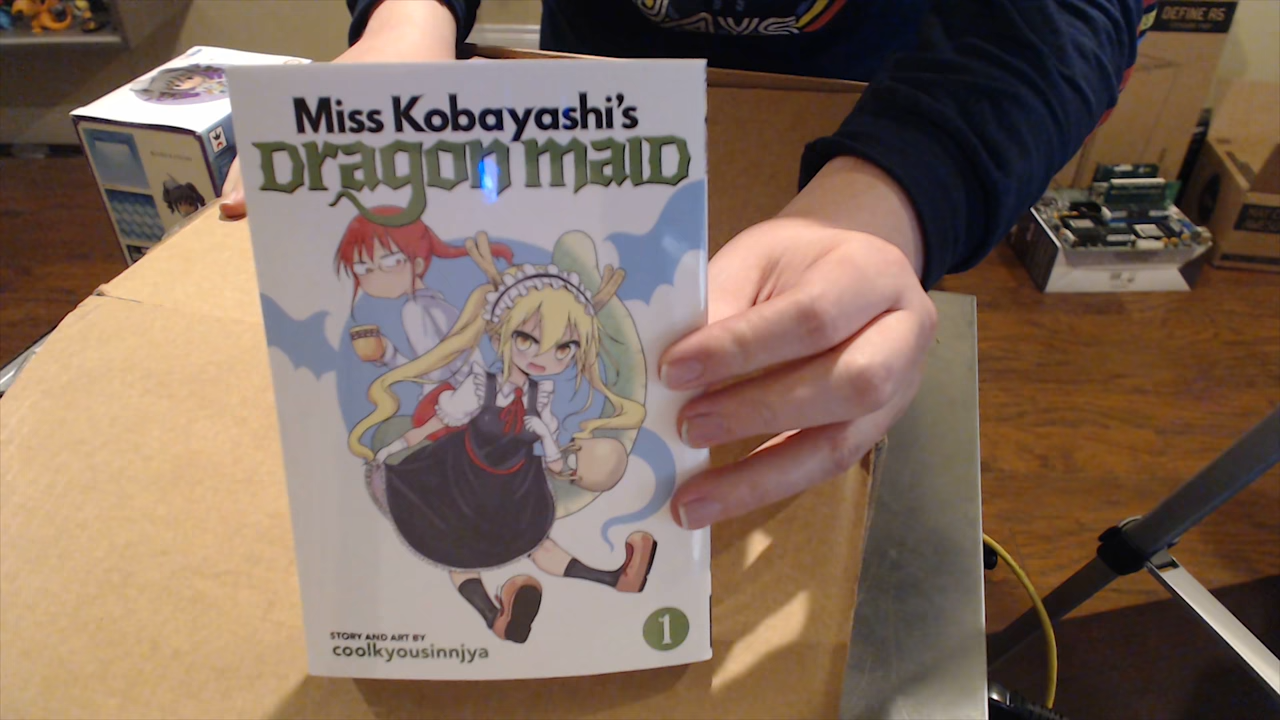 Miss Kobayashi's
Dragon maid
STORY AND ART BY
coolkyousinnjya
1
DEFINE R5